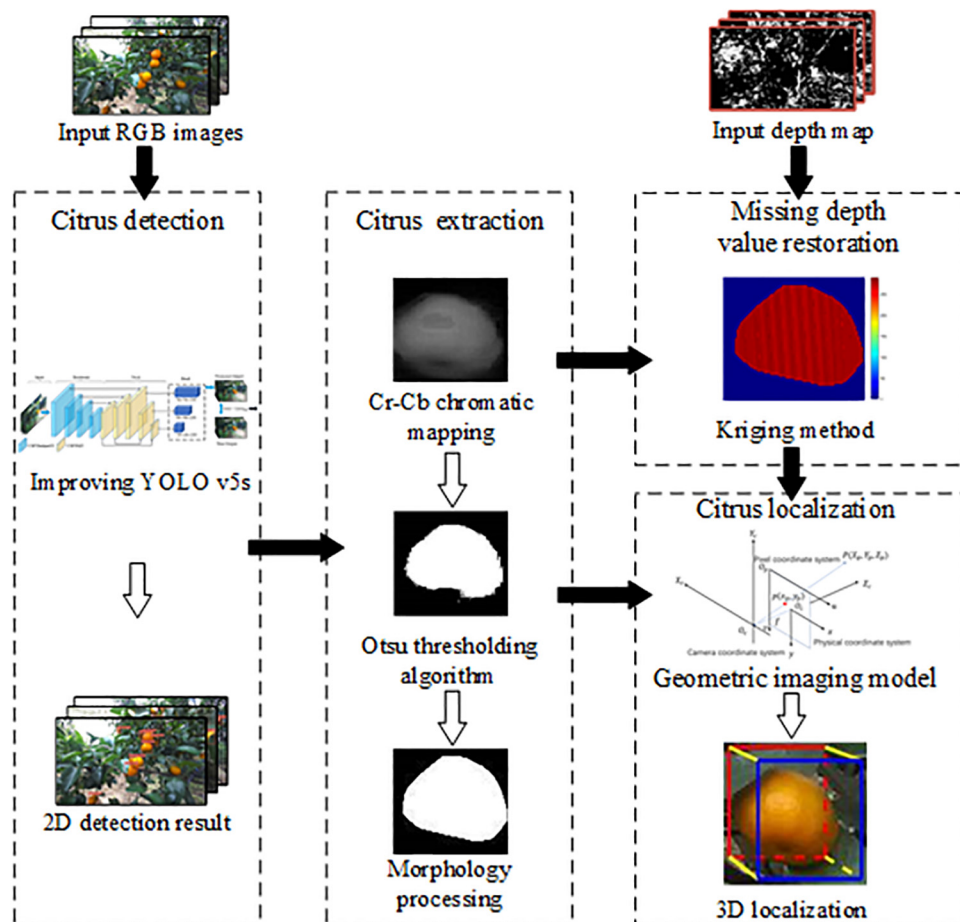 Input RGB images
Input depth map
Citrus detection
Improving YOLO v5s
2D detection result
Citrus extraction
Cr-Cb chromatic
mapping
Otsu thresholding
algorithm
Morphology
processing
Missing depth
value restoration
Kriging method
Citrus localization
Pixel coordinate system
Camera coordinate system
Physical coordinate system
Geometric imaging model
3D localization